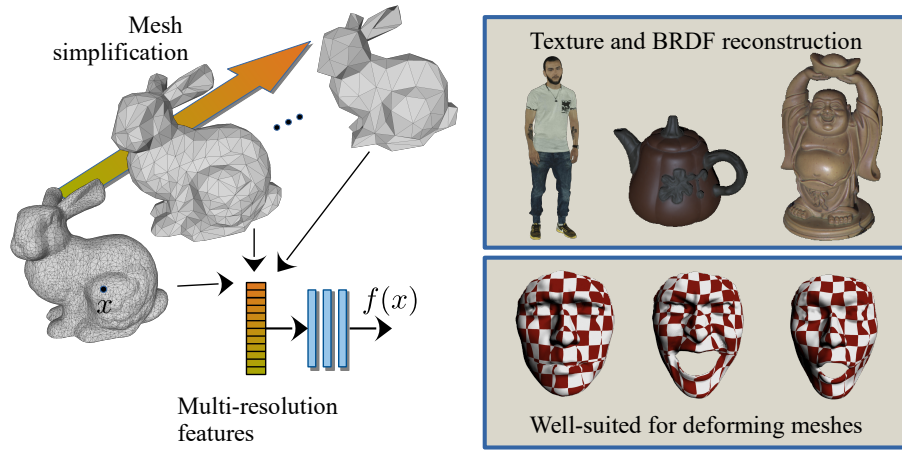 Mesh
simplification
x
f(x)
Multi-resolution
features
Texture and BRDF reconstruction
Well-suited for deforming meshes